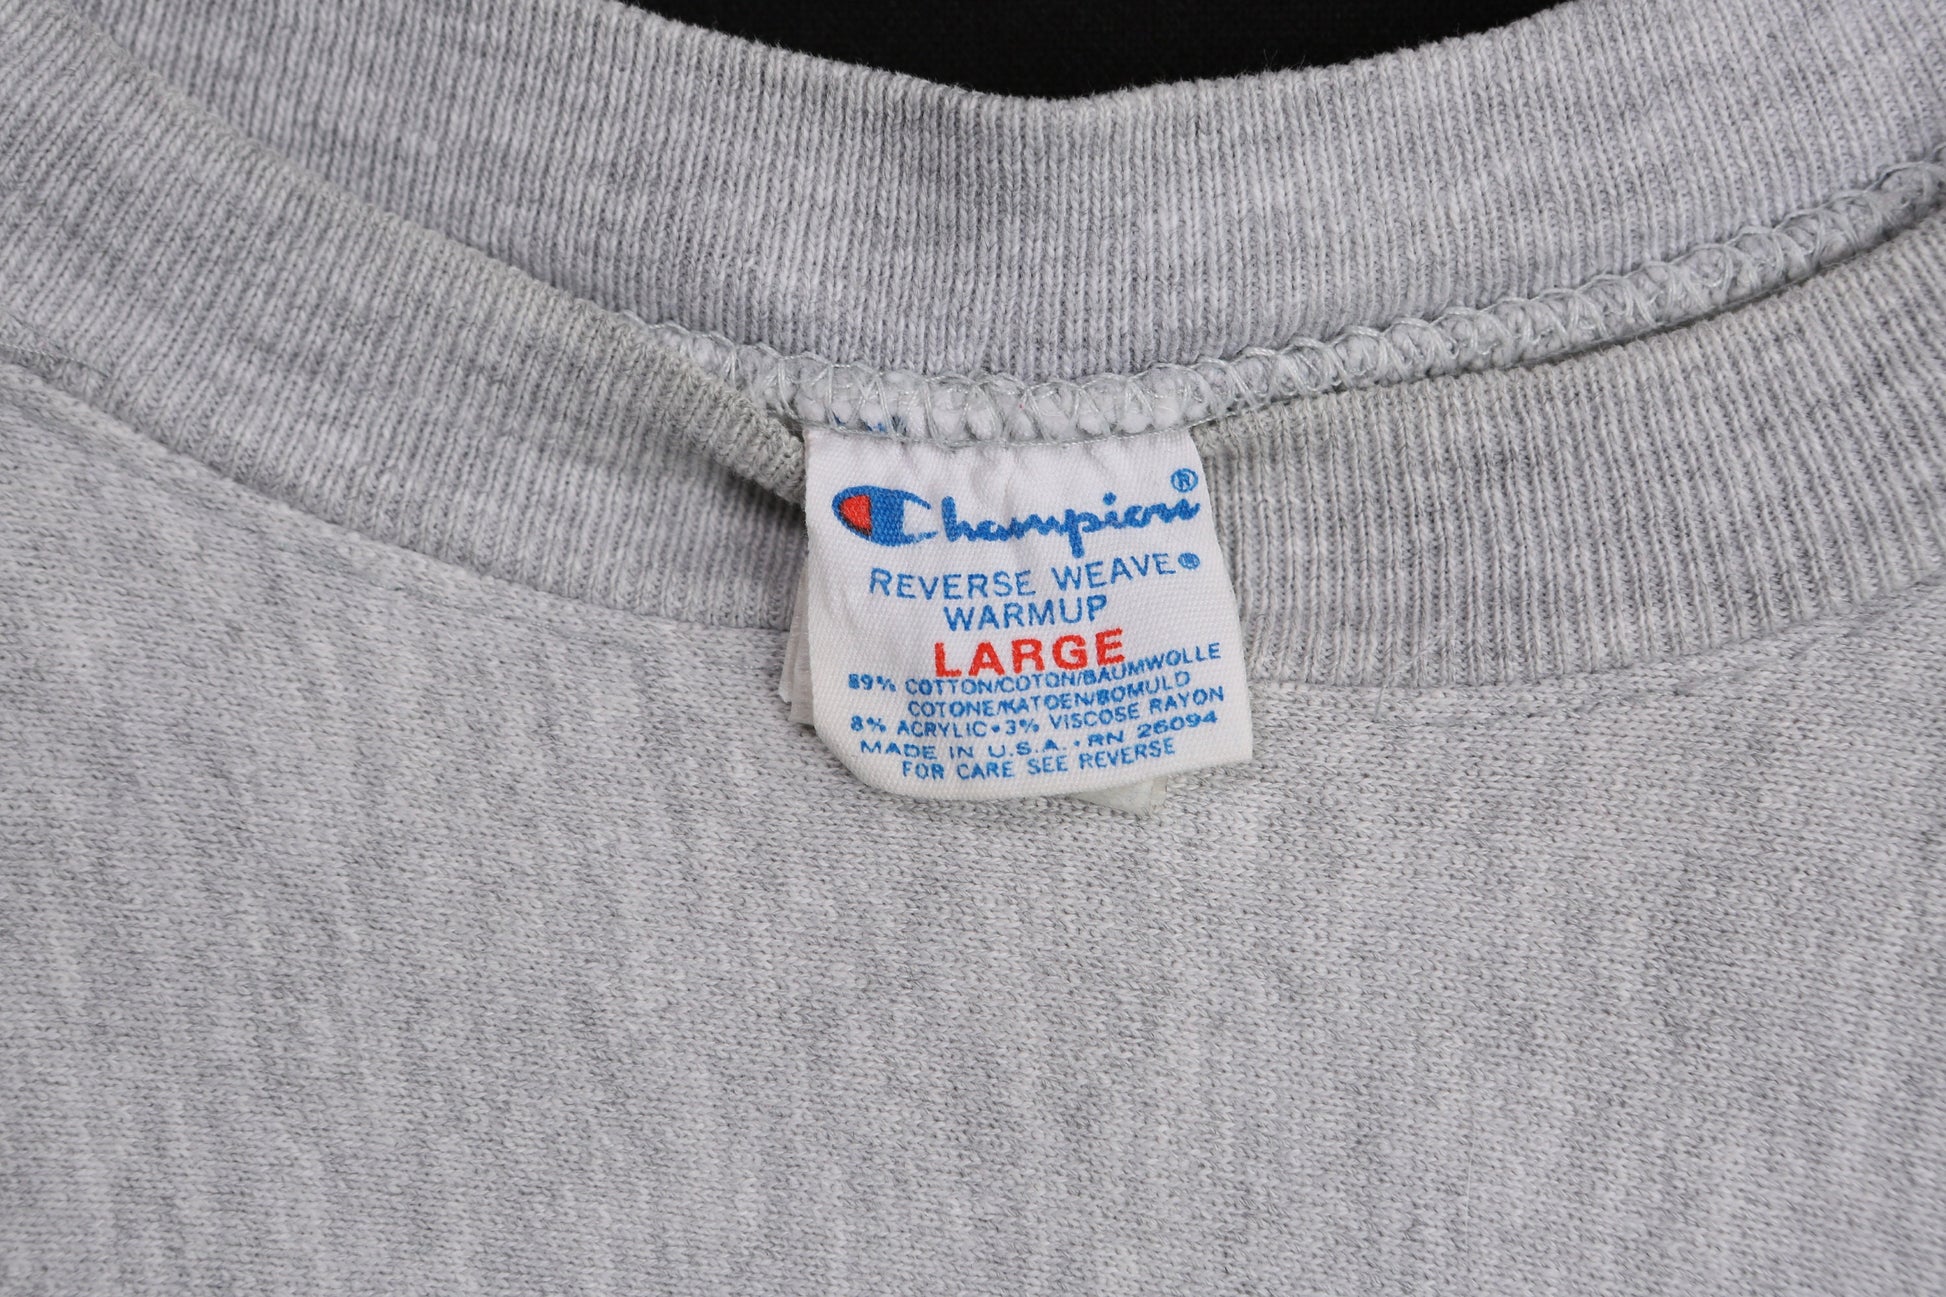 Champion®
REVERSE WEAVE®
WARMUP
LARGE
89% COTTON/COTON/BAUMWOLLE
COTONE/KATOEN/BOMULD
8% ACRYLIC•3% VISCOSE RAYON
MADE IN U.S.A. • RN 26094
FOR CARE SEE REVERSE